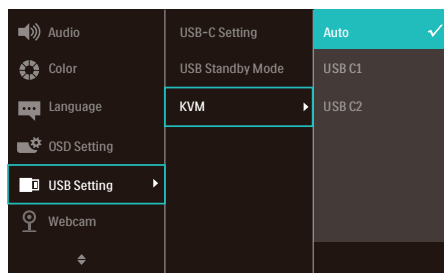 Audio
Color
Language
OSD Setting
USB Setting
Webcam
USB-C Setting
USB Standby Mode
KVM
Auto
USB C1
USB C2